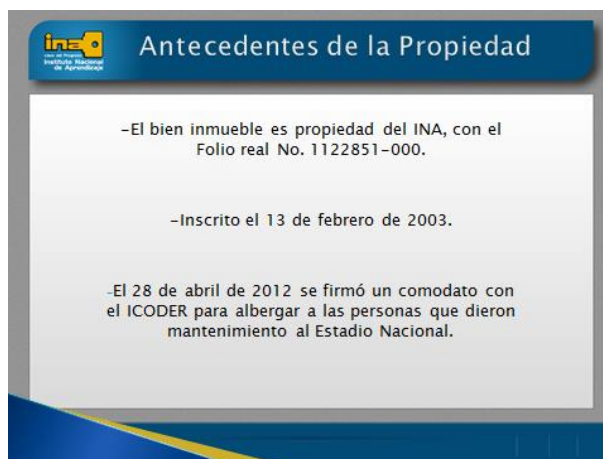 ina
Instituto Nacional
de Aprendizaje
Antecedentes de la Propiedad
-El bien inmueble es propiedad del INA, con el
Folio real No. 1122851-000.
-Inscrito el 13 de febrero de 2003.
-El 28 de abril de 2012 se firmó un comodato con
el ICODER para albergar a las personas que dieron
mantenimiento al Estadio Nacional.